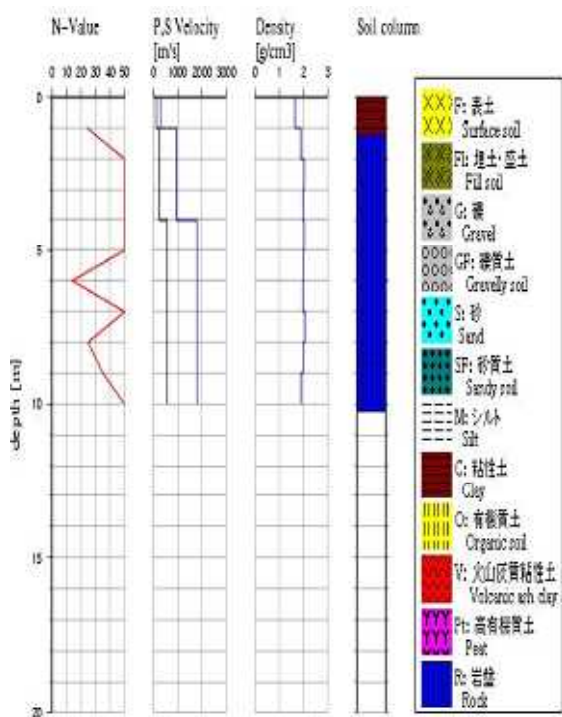 N-Value
P,S Velocity
[m/s]
Density
[g/cm3]
Soil column
0 10 20 30 40 50
0 1000 2000 3000
0 1 2 3
0
5
10
15
20
depth [m]
F: 表土
Surface soil
FI: 埋土・盛土
Fill soil
G: 礫
Gravel
GF: 礫質土
Gravelly soil
S: 砂
Sand
SF: 砂質土
Sandy soil
M: シルト
Silt
C: 粘性土
Clay
O: 有機質土
Organic soil
V: 火山灰質粘性土
Volcanic ash clay
Pt: 高有機質土
Peat
R: 岩盤
Rock